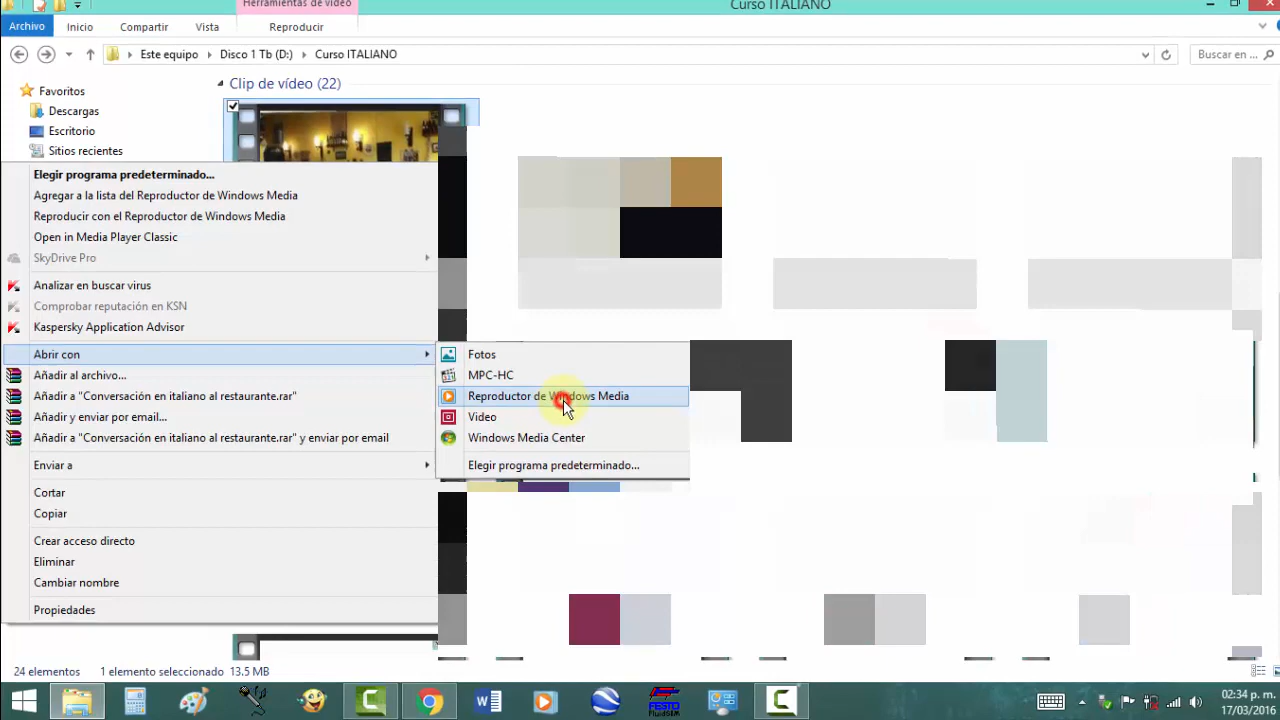 Herramientas de vídeo
Curso ITALIANO
Archivo
Inicio
Compartir
Vista
Reproducir
Este equipo
Disco 1 Tb (D:)
Curso ITALIANO
Buscar en ...
Favoritos
Descargas
Escritorio
Sitios recientes
Clip de vídeo (22)
Elegir programa predeterminado...
Agregar a la lista del Reproductor de Windows Media
Reproducir con el Reproductor de Windows Media
Open in Media Player Classic
SkyDrive Pro
Analizar en buscar virus
Comprobar reputación en KSN
Kaspersky Application Advisor
Abrir con
Añadir al archivo...
Añadir a "Conversación en italiano al restaurante.rar"
Añadir y enviar por email...
Añadir a "Conversación en italiano al restaurante.rar" y enviar por email
Enviar a
Cortar
Copiar
Crear acceso directo
Eliminar
Cambiar nombre
Propiedades
Fotos
MPC-HC
Reproductor de Windows Media
Video
Windows Media Center
Elegir programa predeterminado...
24 elementos
1 elemento seleccionado 13.5 MB
FESTO
FluidSIM
02:34 p. m.
17/03/2016